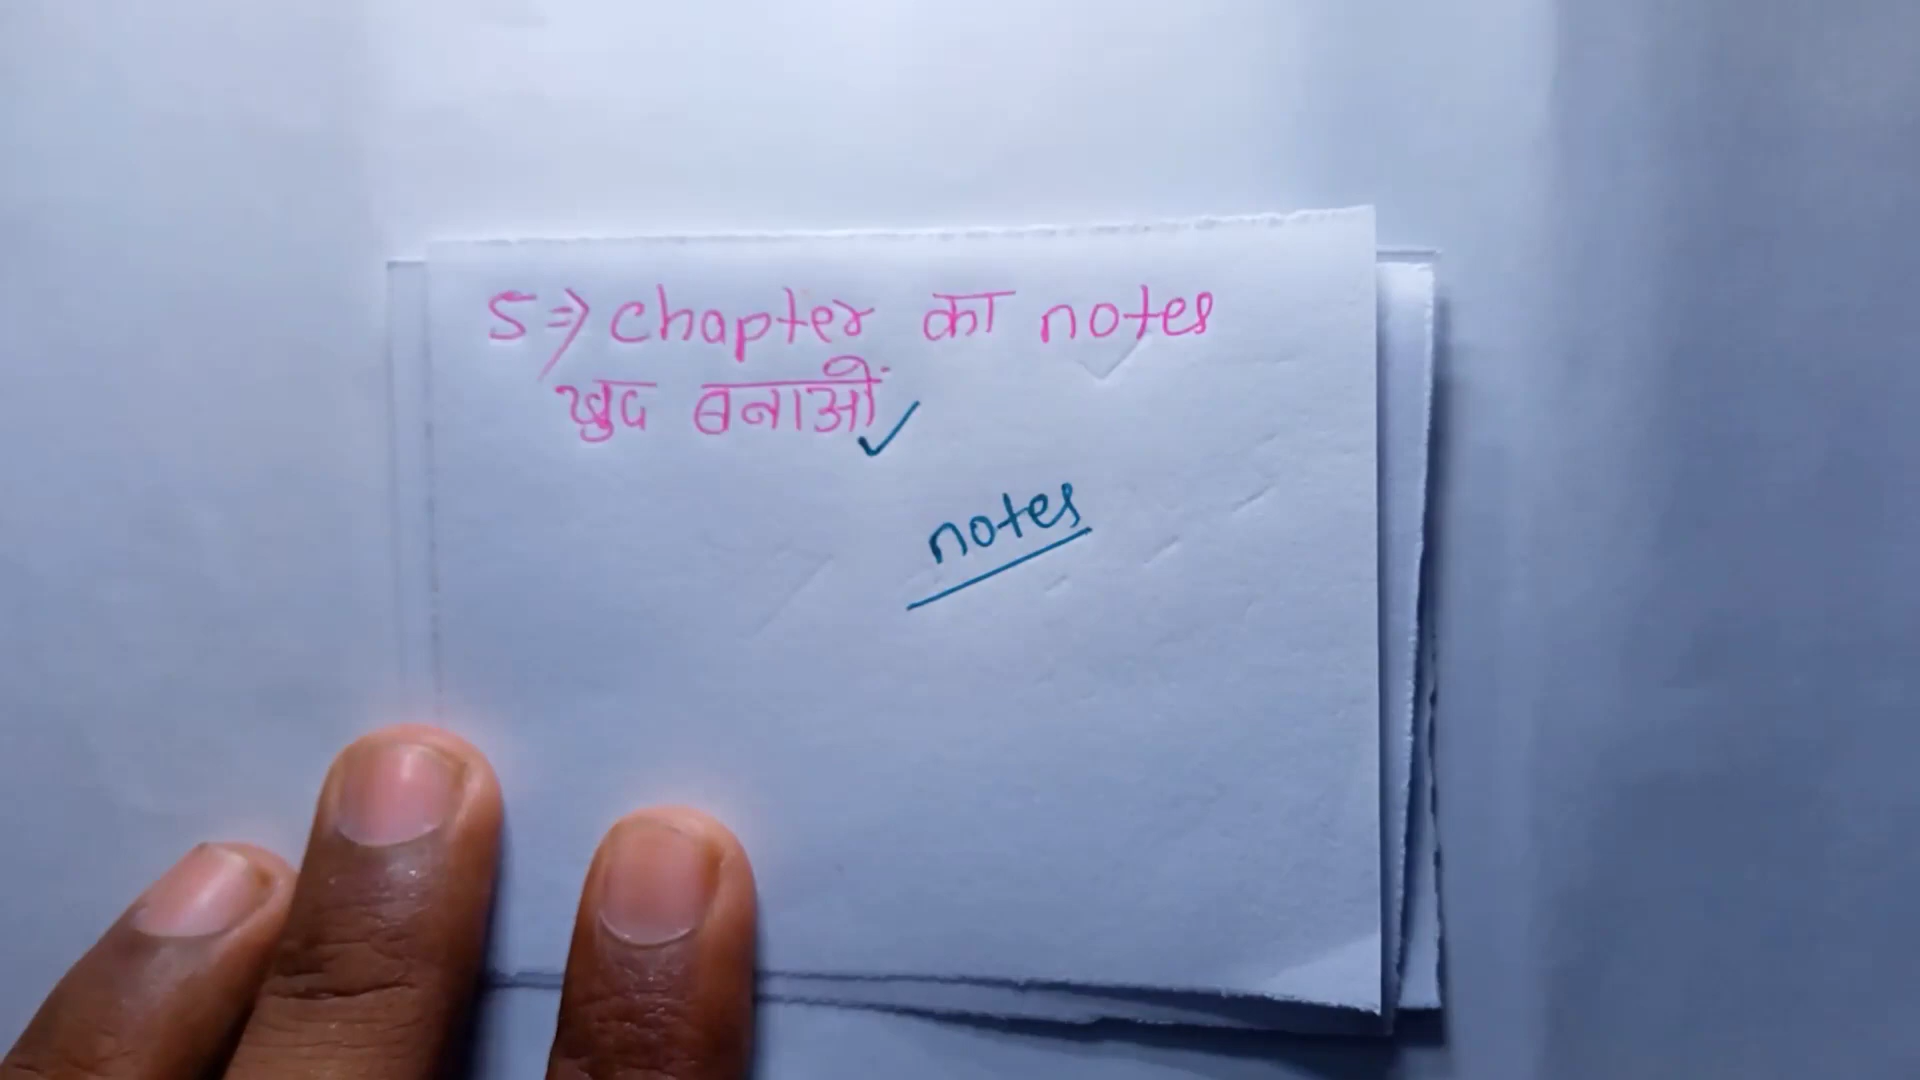 5⇒ chapter का notes
खुद बनाओं
notes